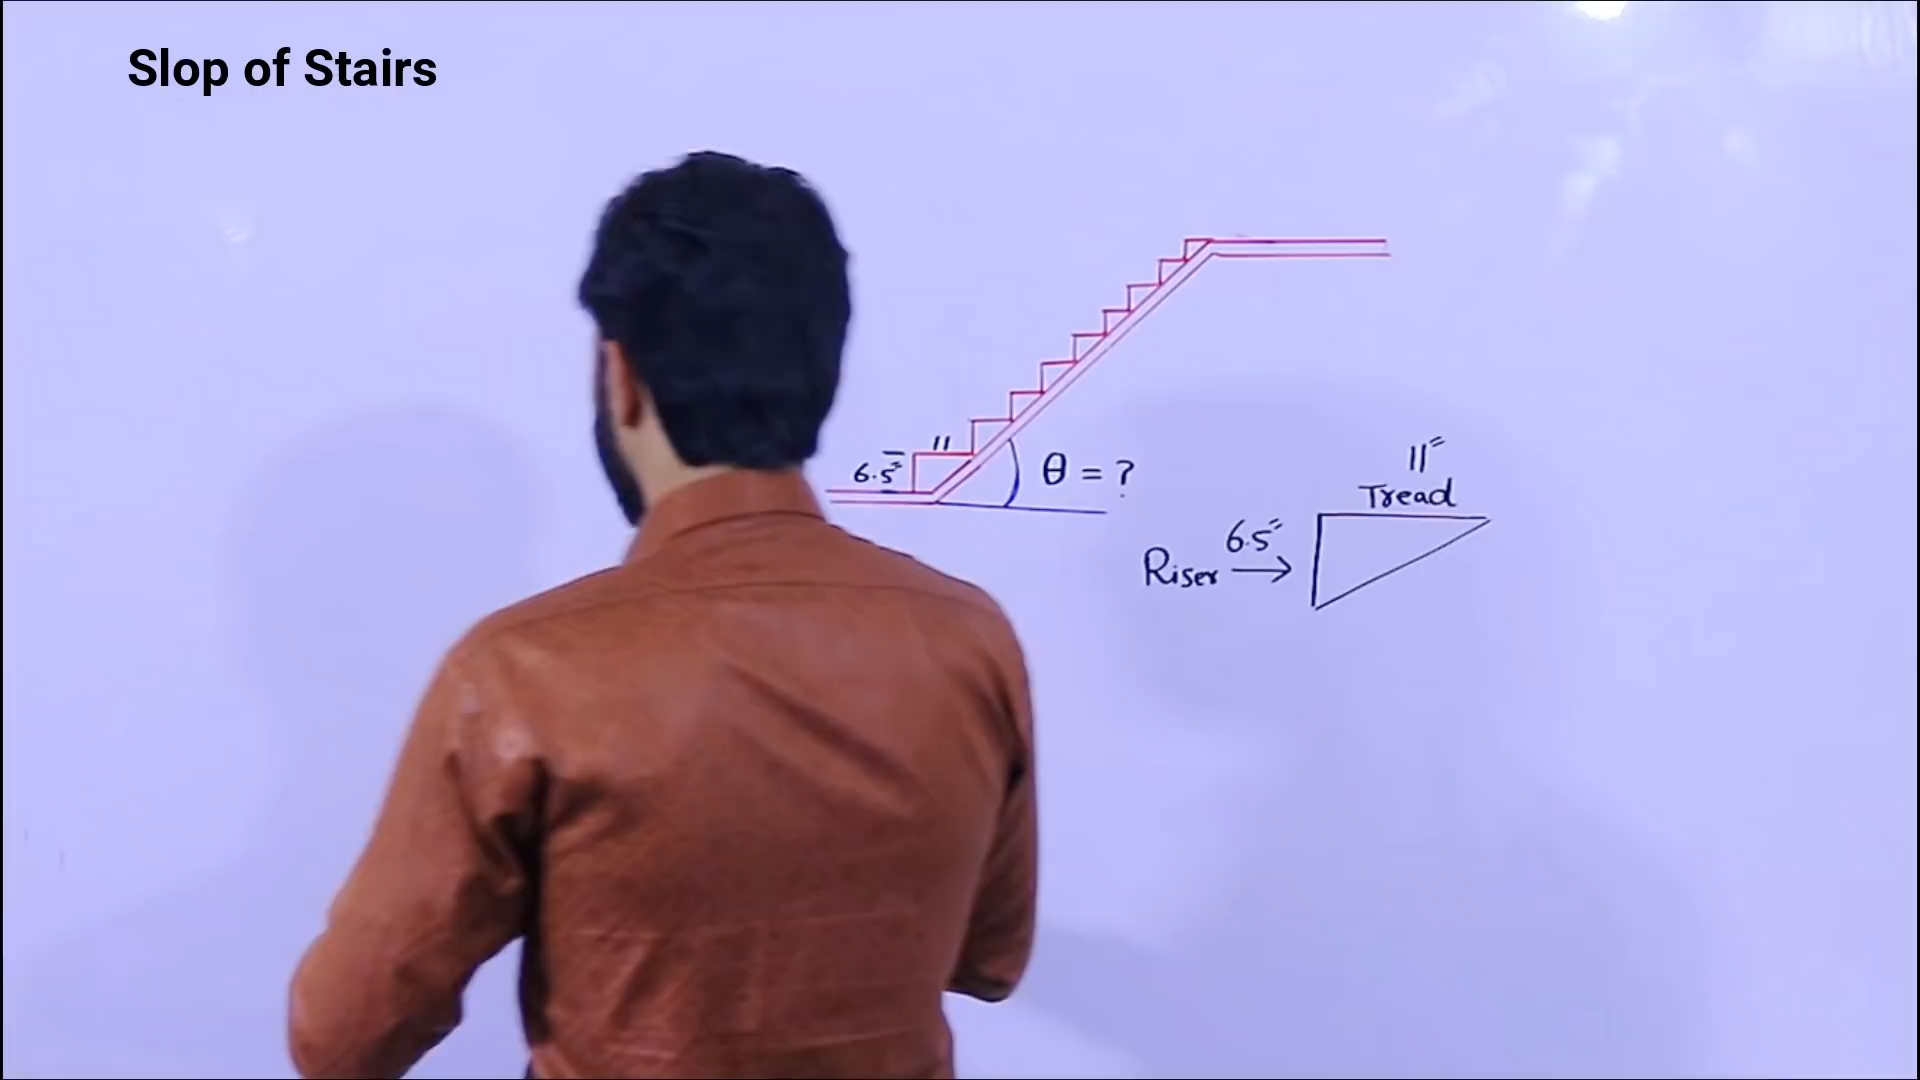 Slop of Stairs
11
6.5"
θ = ?
11"
Tread
6.5"
Riser →